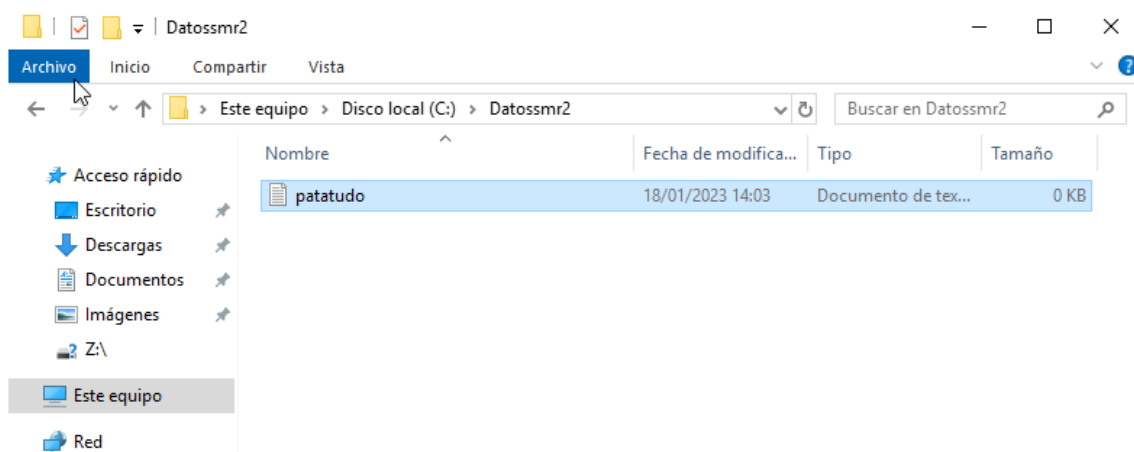 Datossmr2
Archivo Inicio Compartir Vista
Este equipo > Disco local (C:) > Datossmr2 Buscar en Datossmr2
Nombre Fecha de modifica... Tipo Tamaño
Acceso rápido
patatudo 18/01/2023 14:03 Documento de tex... 0 KB
Escritorio
Descargas
Documentos
Imágenes
Z:\
Este equipo
Red